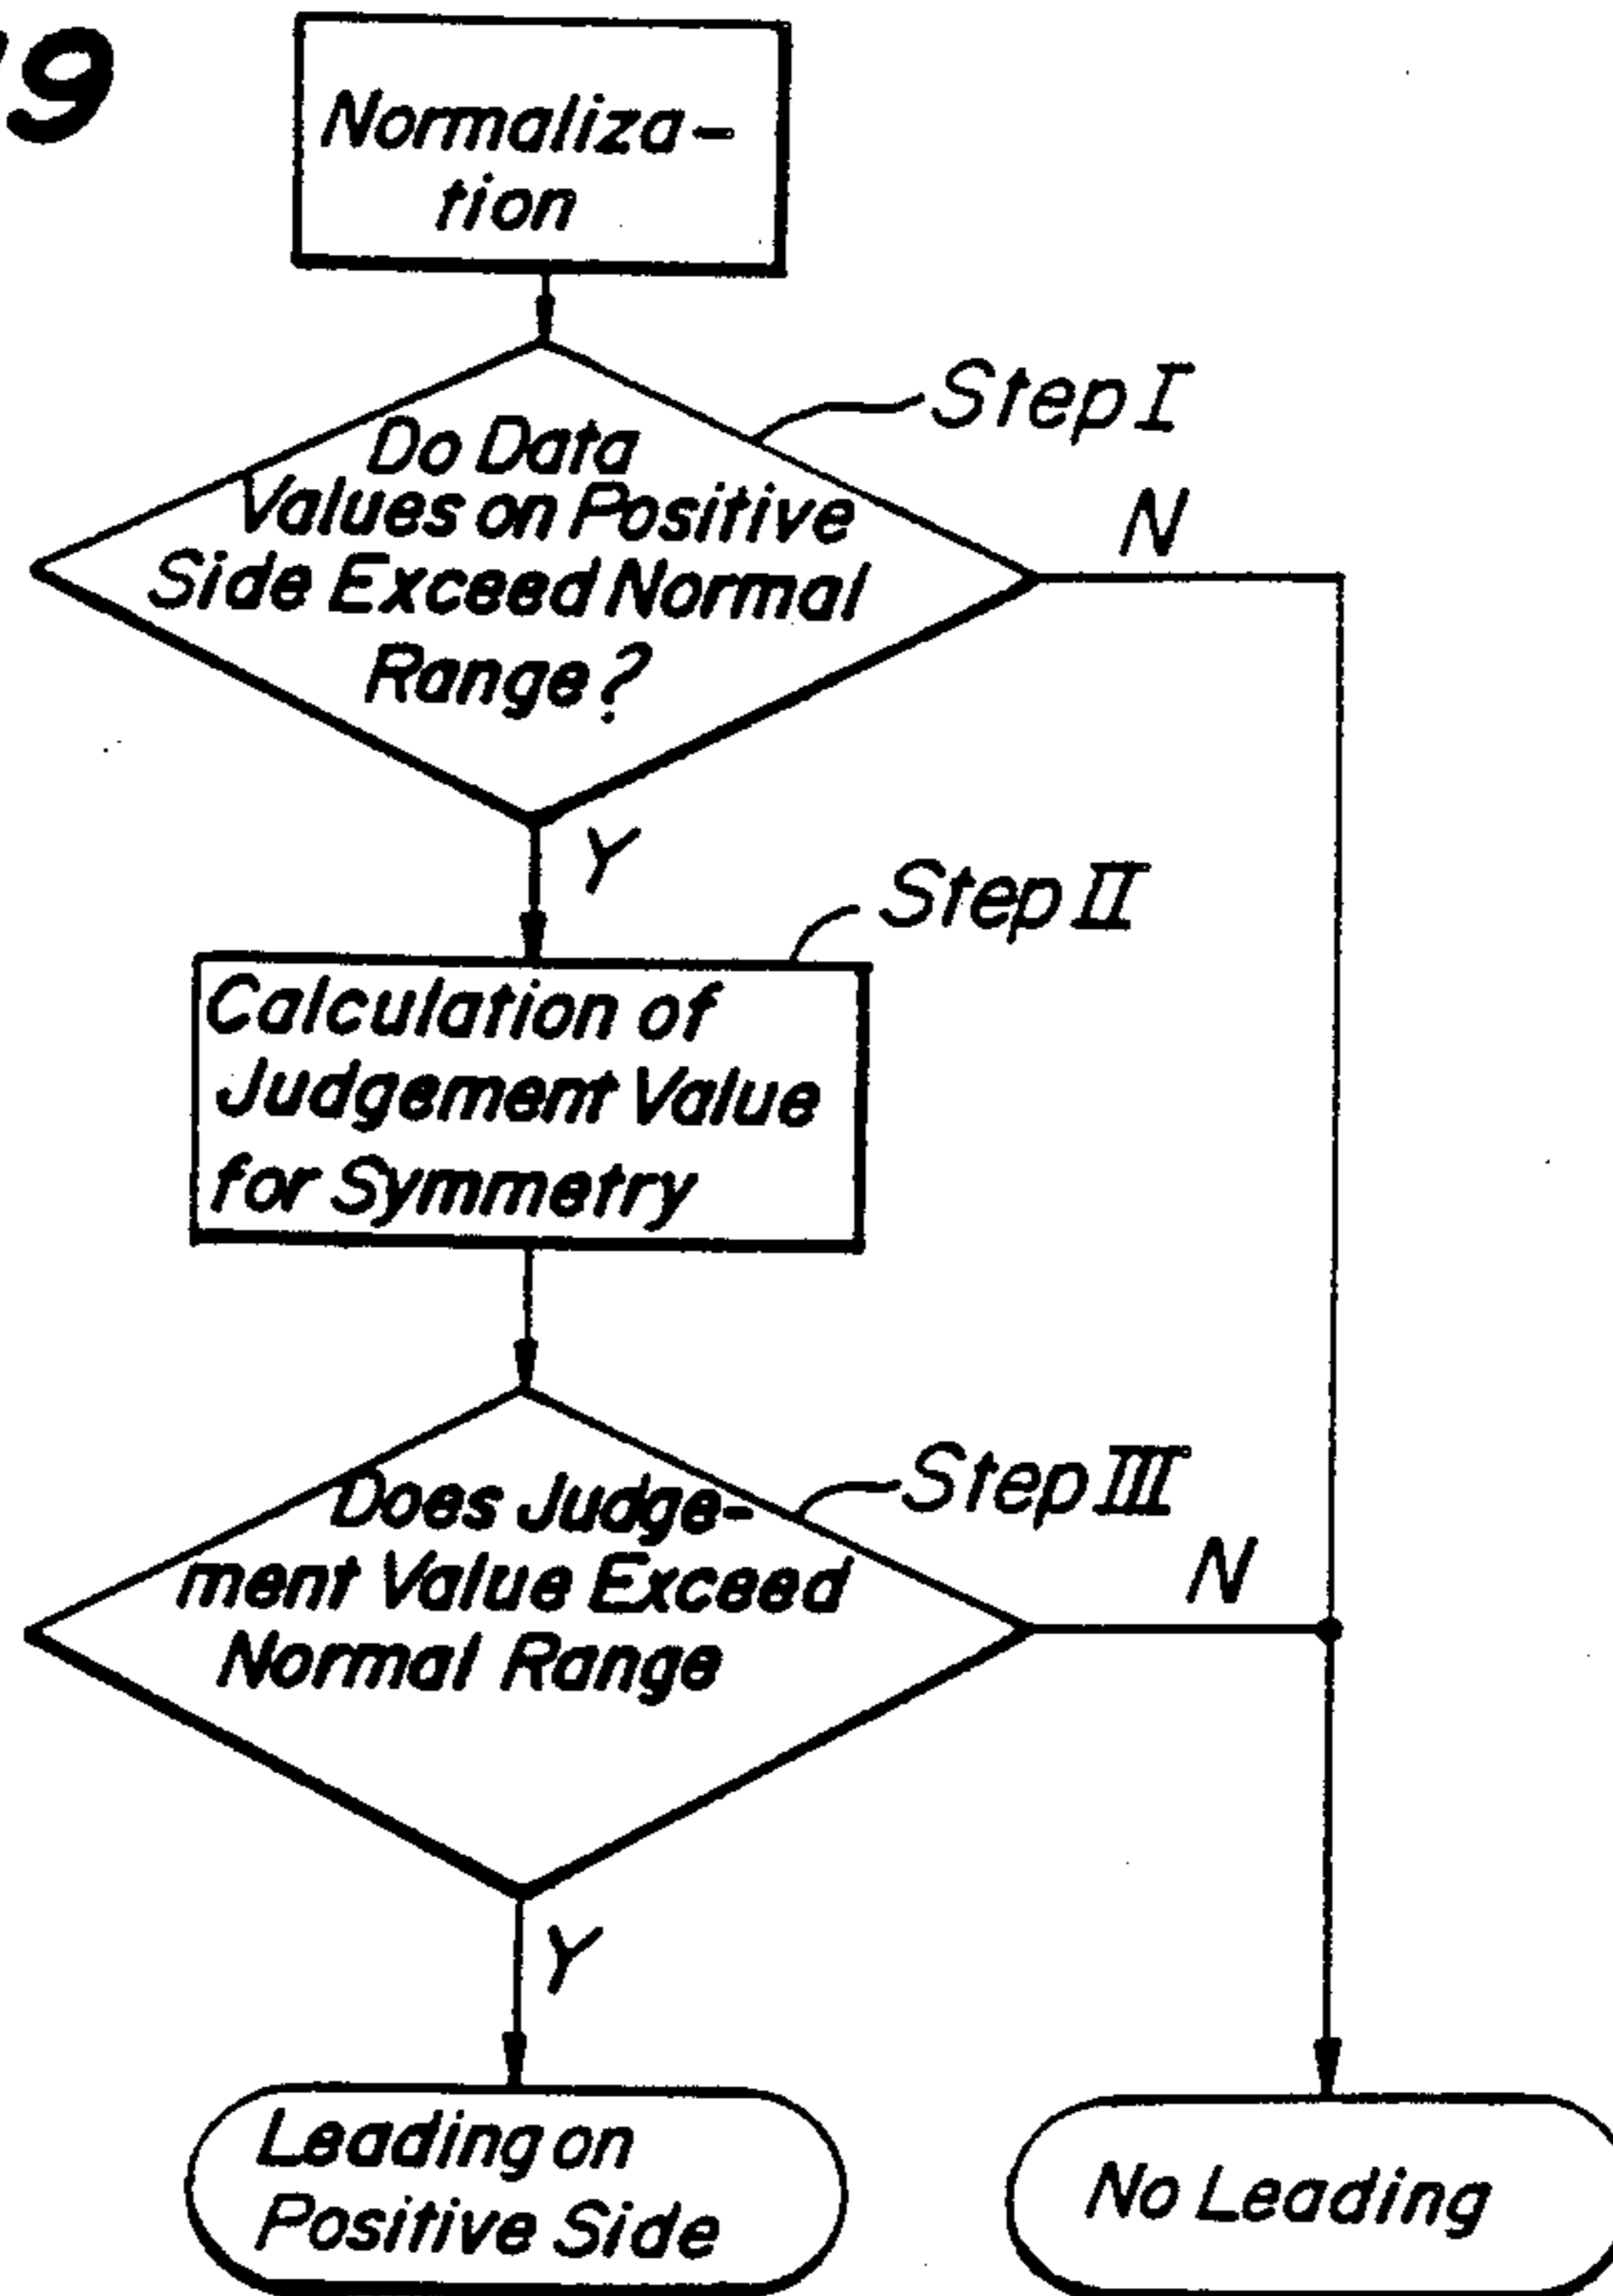 9
Normaliza-
tion
Step I
Do Data
Values on Positive
Side Exceed Normal
Range?
N
Y
Step II
Calculation of
Judgement Value
for Symmetry
Step III
Does Judge-
ment Value Exceed
Normal Range
N
Y
Leading on
Positive Side
No Leading